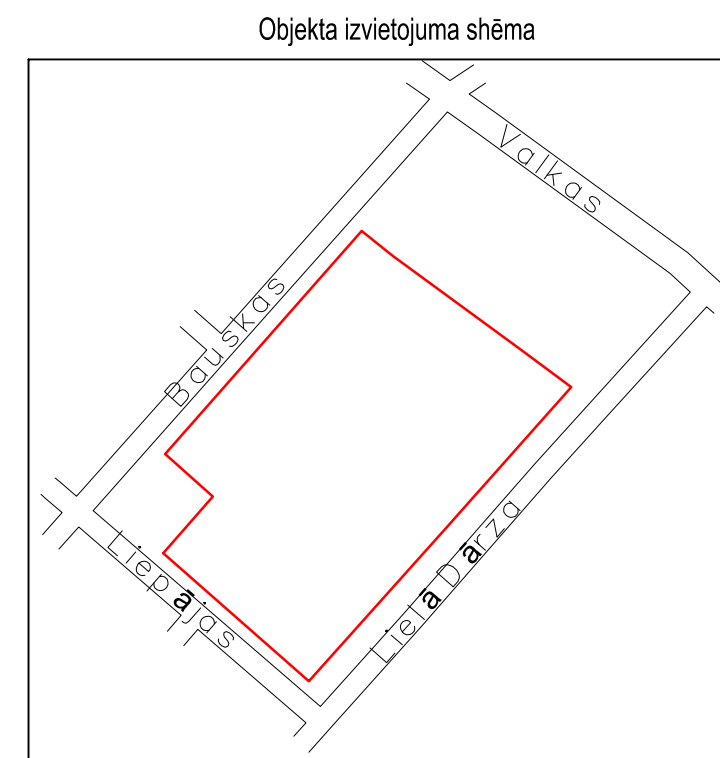 Objekta izvietojuma shēma
Valkas
Bauskas
Liepājas
Lielā Dārza